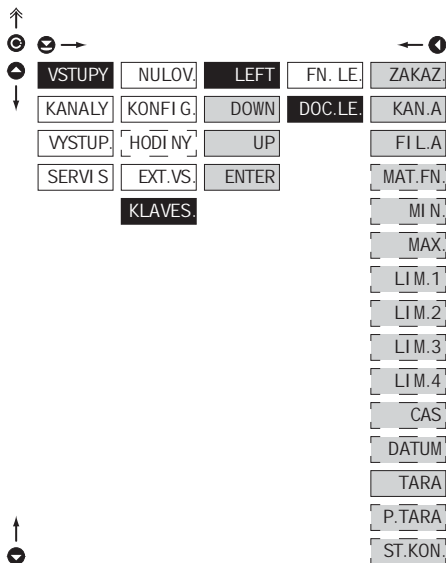 VSTUPY NULOV. LEFT FN. LE. ZAKAZ.
KANALY KONFIG. DOWN DOC.LE. KAN.A
VYSTUP. HODINY UP FIL.A
SERVIS EXT.VS. ENTER MAT.FN.
KLAVES. MIN.
MAX.
LIM.1
LIM.2
LIM.3
LIM.4
CAS
DATUM
TARA
P.TARA
ST.KON.